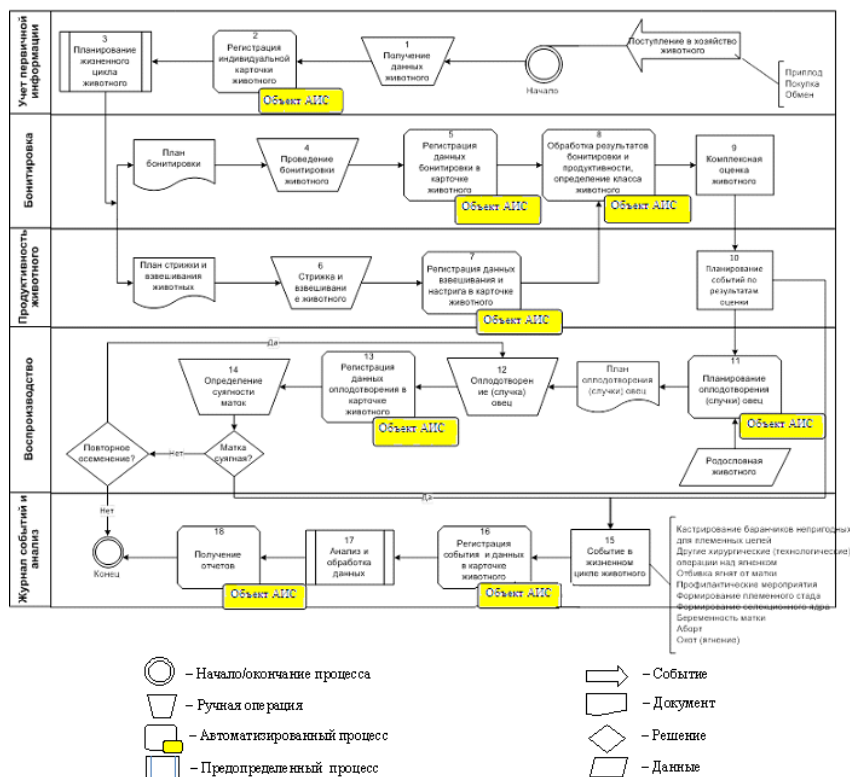 Учет первичной
информации
3
Планирование
жизненного
цикла
животного
2
Регистрация
индивидуальной
карточки
животного
Объект АИС
1
Получение
данных
животного
Начало
Поступление в хозяйство
животного
Приплод
Покупка
Обмен
Бонитировка
План
бонитировки
4
Проведение
бонитировки
животного
5
Регистрация
данных
бонитировки в
карточке
животного
Объект АИС
8
Обработка результатов
бонитировки и
продуктивности,
определение класса
животного
Объект АИС
9
Комплексная
оценка
животного
Продуктивность
животного
План стрижки и
взвешивания
животных
6
Стрижка и
взвешивани
е животного
7
Регистрация данных
взвешивания и
настрига в карточке
животного
Объект АИС
10
Планирование
событий по
результатам
оценки
Воспроизводство
Да
14
Определение
суягности
маток
13
Регистрация
данных
оплодотворения в
карточке
животного
Объект АИС
12
Оплодотворен
ие (случка)
овец
План
оплодотворения
(случки) овец
11
Планирование
оплодотворения
(случки) овец
Объект АИС
Повторное
осеменение?
Нет
Матка
суягная?
Родословная
животного
Да
Журнал событий и
анализ
Нет
Конец
18
Получение
отчетов
Объект АИС
17
Анализ и
обработка
данных
16
Регистрация
события и данных
в карточке
животного
Объект АИС
15
Событие в
жизненном
цикле животного
Кастрирование баранчиков непригодных
для племенных целей
Другие хирургические (технологические)
операции над ягненком
Отбивка ягнят от матки
Профилактические мероприятия
Формирование племенного стада
Формирование селекционного ядра
Беременность матки
Аборт
Окот (ягнение)
– Начало/окончание процесса
– Ручная операция
– Автоматизированный процесс
– Предопределенный процесс
– Событие
– Документ
– Решение
– Данные